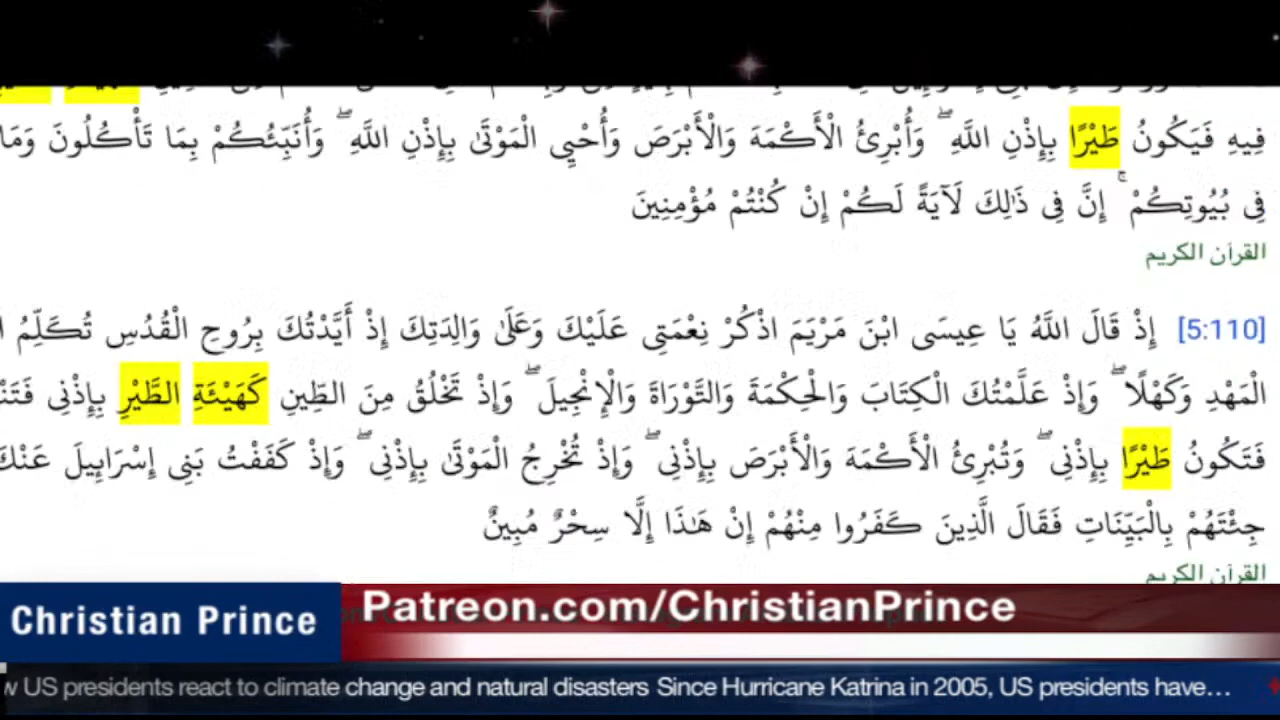 فِيهِ فَيَكُونُ طَيْرًا بِإِذْنِ اللَّهِ ۖ وَأُبْرِئُ الْأَكْمَهَ وَالْأَبْرَصَ وَأُحْيِي الْمَوْتَىٰ بِإِذْنِ اللَّهِ ۖ وَأُنَبِّئُكُمْ بِمَا تَأْكُلُونَ وَمَا
فِي بُيُوتِكُمْ ۚ إِنَّ فِي ذَٰلِكَ لَآيَةً لَكُمْ إِنْ كُنْتُمْ مُؤْمِنِينَ
القرآن الكريم
[5:110] إِذْ قَالَ اللَّهُ يَا عِيسَى ابْنَ مَرْيَمَ اذْكُرْ نِعْمَتِي عَلَيْكَ وَعَلَىٰ وَالِدَتِكَ إِذْ أَيَّدْتُكَ بِرُوحِ الْقُدُسِ تُكَلِّمُ
الْمَهْدِ وَكَهْلًا ۖ وَإِذْ عَلَّمْتُكَ الْكِتَابَ وَالْحِكْمَةَ وَالتَّوْرَاةَ وَالْإِنْجِيلَ ۖ وَإِذْ تَخْلُقُ مِنَ الطِّينِ كَهَيْئَةِ الطَّيْرِ بِإِذْنِي
فَتَكُونُ طَيْرًا بِإِذْنِي ۖ وَتُبْرِئُ الْأَكْمَهَ وَالْأَبْرَصَ بِإِذْنِي ۖ وَإِذْ تُخْرِجُ الْمَوْتَىٰ بِإِذْنِي ۖ وَإِذْ كَفَفْتُ بَنِي إِسْرَائِيلَ عَنْكَ
جِئْتَهُمْ بِالْبَيِّنَاتِ فَقَالَ الَّذِينَ كَفَرُوا مِنْهُمْ إِنْ هَٰذَا إِلَّا سِحْرٌ مُبِينٌ
القرآن الكريم
Christian Prince
Patreon.com/ChristianPrince
US presidents react to climate change and natural disasters Since Hurricane Katrina in 2005, US presidents have...